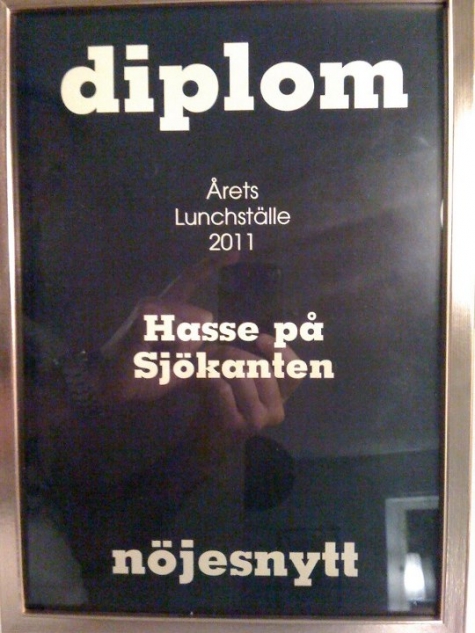 diplom
Årets
Lunchställe
2011
Hasse på
Sjökanten
nöjesnytt